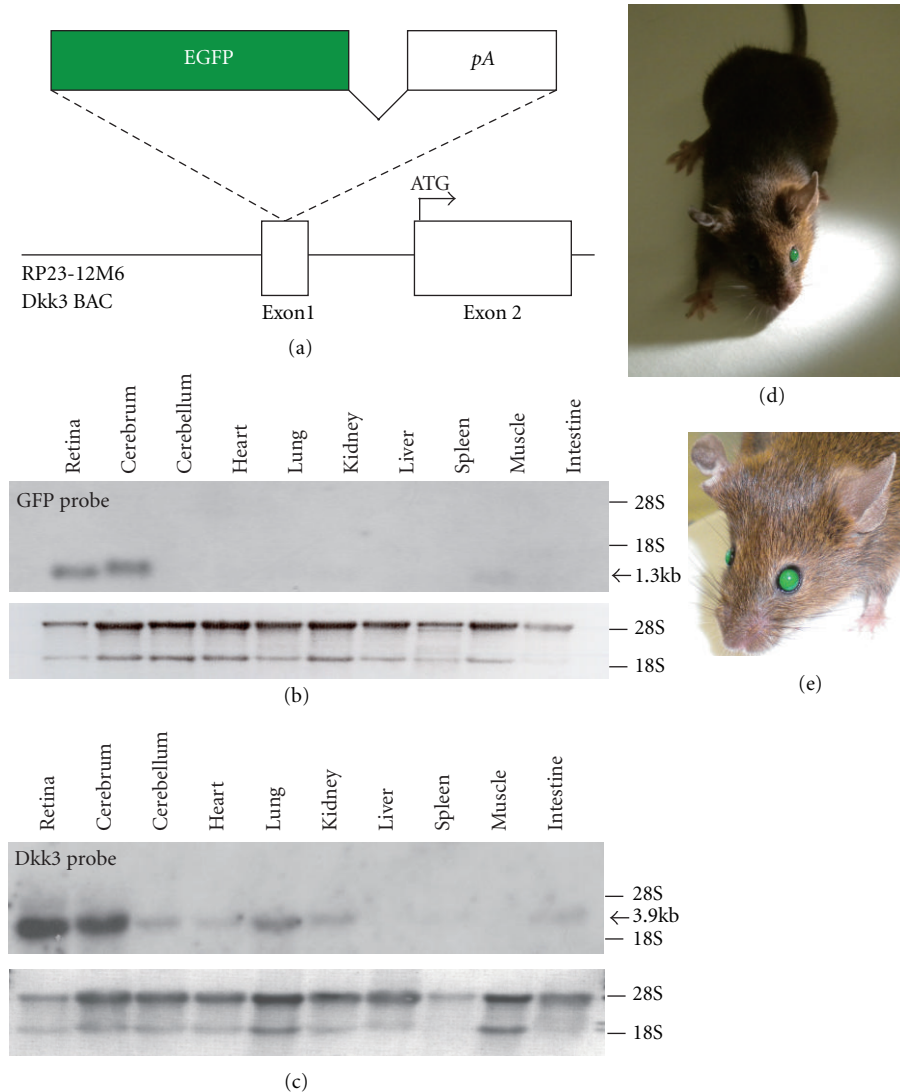 EGFP
pA
ATG
RP23-12M6
Dkk3 BAC
Exon1
Exon 2
(a)
(d)
Retina
Cerebrum
Cerebellum
Heart
Lung
Kidney
Liver
Spleen
Muscle
Intestine
GFP probe
28S
18S
1.3kb
28S
18S
(b)
(e)
Retina
Cerebrum
Cerebellum
Heart
Lung
Kidney
Liver
Spleen
Muscle
Intestine
Dkk3 probe
28S
3.9kb
18S
28S
18S
(c)